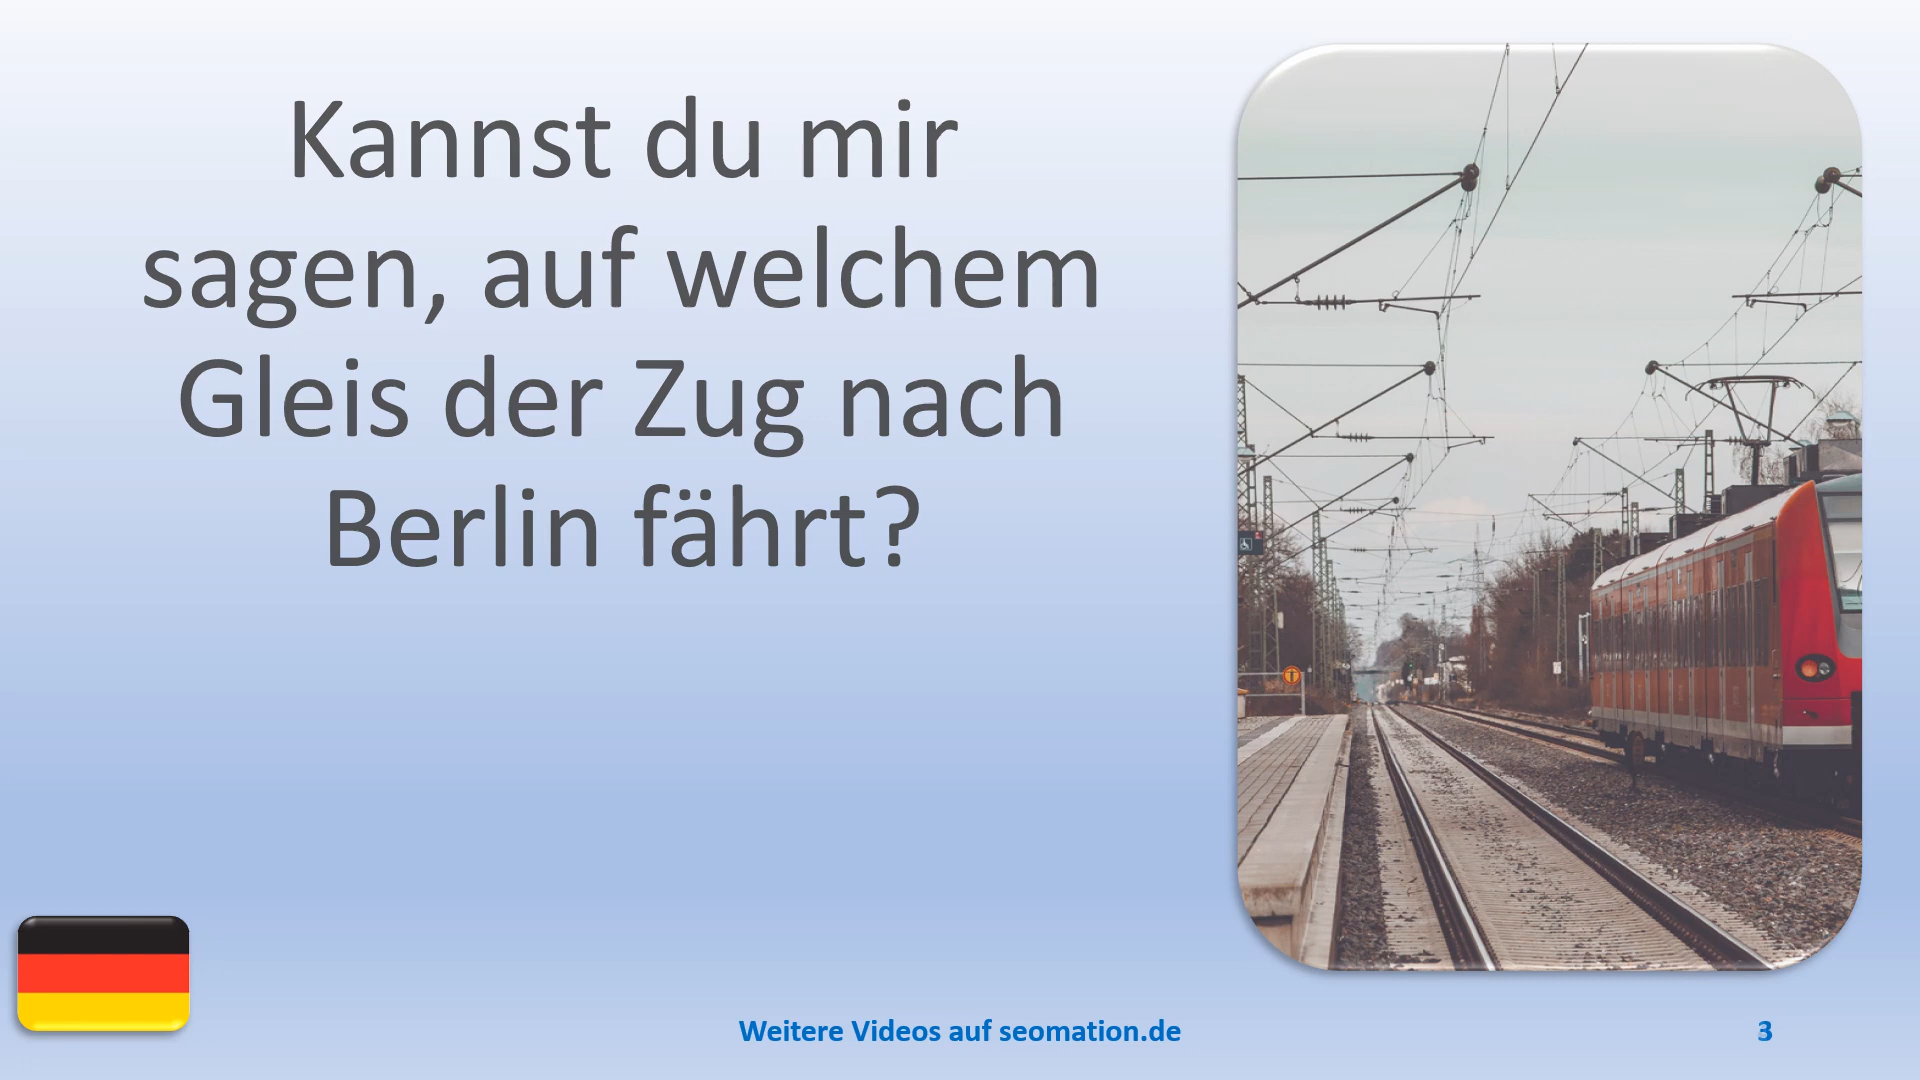 Kannst du mir
sagen, auf welchem
Gleis der Zug nach
Berlin fährt?
Weitere Videos auf seomation.de
3